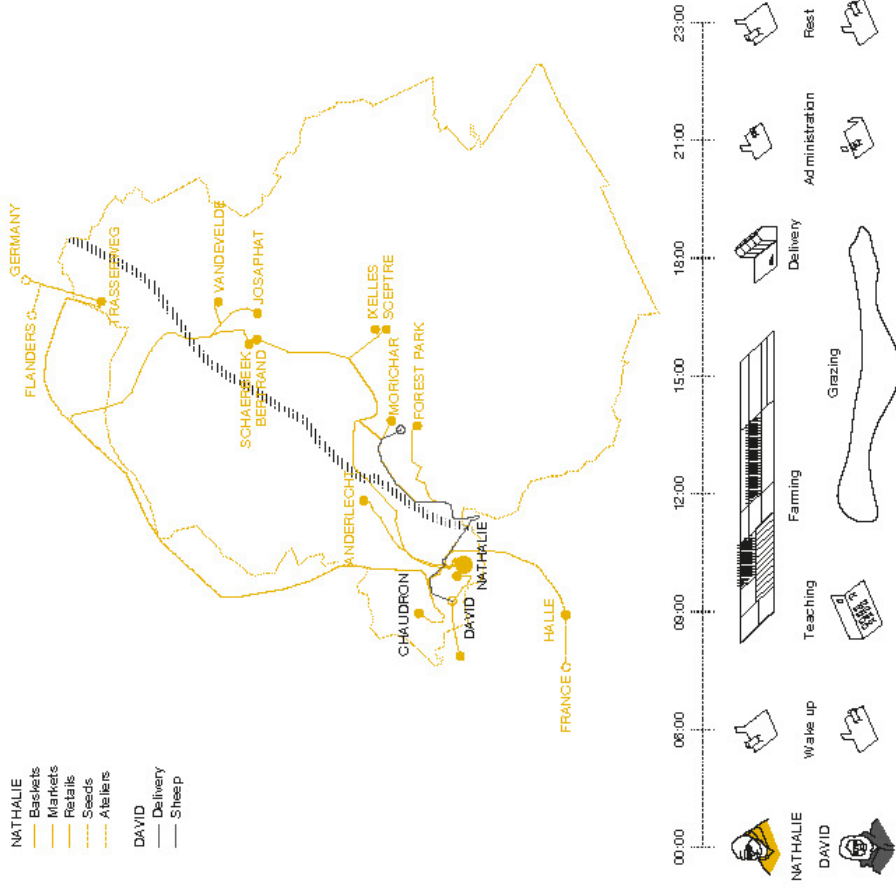 NATHALIE
Baskets
Markets
Retails
Seeds
Ateliers
DAVID
Delivery
Sheep
GERMANY
FLANDERS
TRASSERWEG
VANDEVELDE
JOSAPHAT
SCHAERBEEK
BERTRAND
IXELLES
SCEPTRE
MORICHAR
FOREST PARK
ANDERLECHT
CHAUDRON
DAVID
NATHALIE
HALLE
FRANCE
00:00
06:00
09:00
12:00
15:00
18:00
21:00
23:00
NATHALIE
DAVID
Wake up
Teaching
Farming
Grazing
Delivery
Administration
Rest